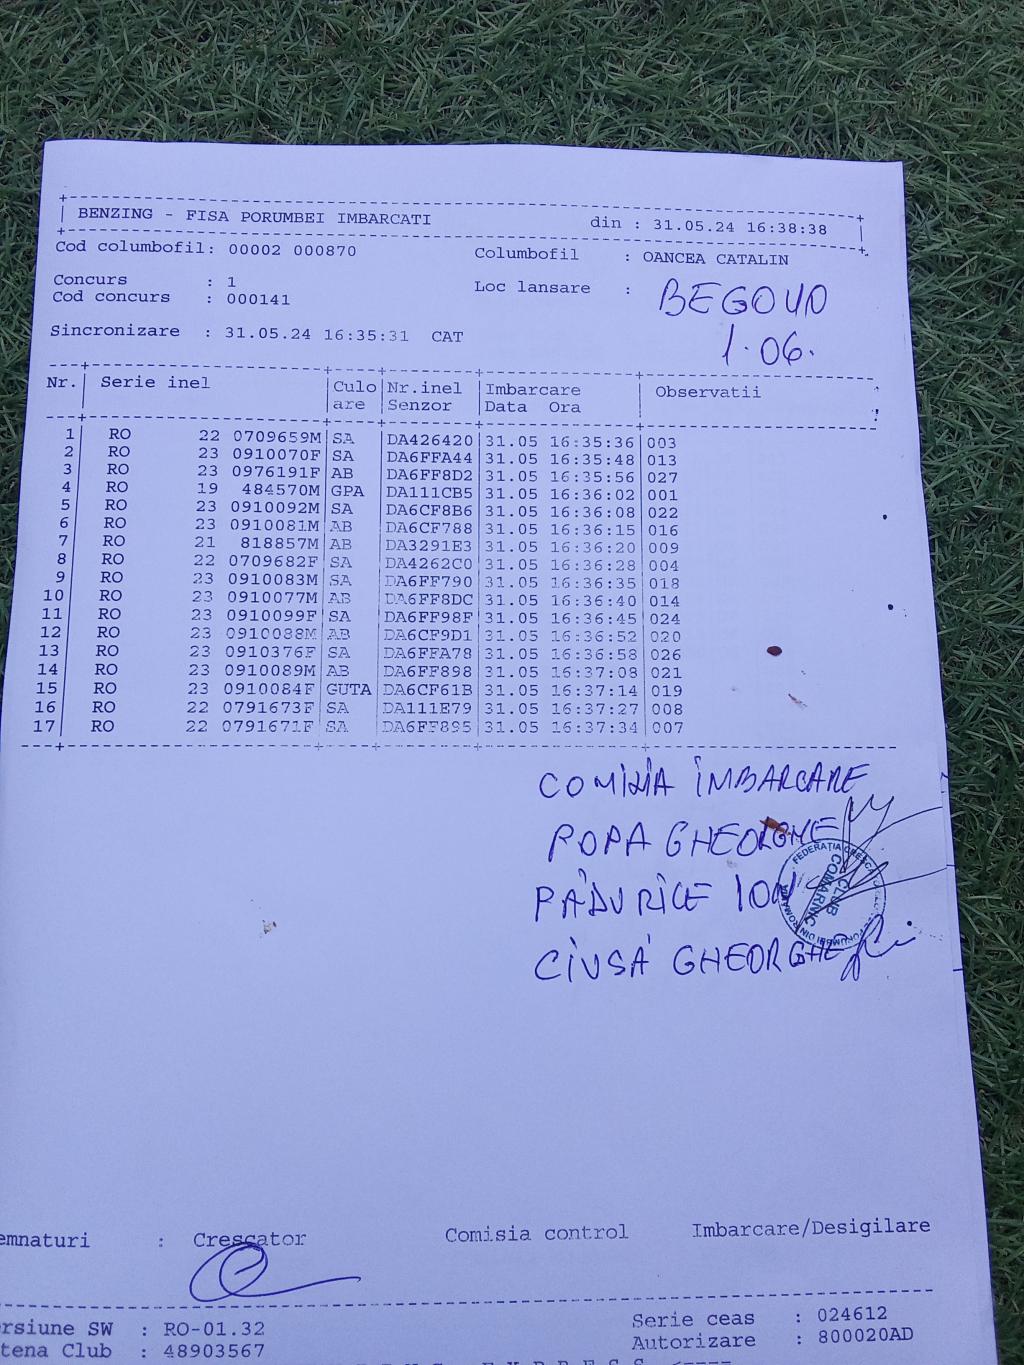 BENZING - FISA PORUMBEI IMBARCATI din : 31.05.24 16:38:38
Cod columbofil: 00002 000870 Columbofil : OANCEA CATALIN
Concurs : 1 Loc lansare : BEGOUD
Cod concurs : 000141
1.06.
Sincronizare : 31.05.24 16:35:31 CAT
Nr. Serie inel Culo Nr.inel Imbarcare Observatii
are Senzor Data Ora
1 RO 22 0709659M SA DA426420 31.05 16:35:36 003
2 RO 23 0910070F SA DA6FFA44 31.05 16:35:48 013
3 RO 23 0976191F AB DA6FF8D2 31.05 16:35:56 027
4 RO 19 484570M GPA DA111CB5 31.05 16:36:02 001
5 RO 23 0910092M SA DA6CF8B6 31.05 16:36:08 022
6 RO 23 0910081M AB DA6CF788 31.05 16:36:15 016
7 RO 21 818857M AB DA3291E3 31.05 16:36:20 009
8 RO 22 0709682F SA DA4262C0 31.05 16:36:28 004
9 RO 23 0910083M SA DA6FF790 31.05 16:36:35 018
10 RO 23 0910077M AB DA6FF8DC 31.05 16:36:40 014
11 RO 23 0910099F SA DA6FF98F 31.05 16:36:45 024
12 RO 23 0910088M AB DA6CF9D1 31.05 16:36:52 020
13 RO 23 0910376F SA DA6FFA78 31.05 16:36:58 026
14 RO 23 0910089M AB DA6FF898 31.05 16:37:08 021
15 RO 23 0910084F GUTA DA6CF61B 31.05 16:37:14 019
16 RO 22 0791673F SA DA111E79 31.05 16:37:27 008
17 RO 22 0791671F SA DA6FF895 31.05 16:37:34 007
COMISIA IMBARCARE
POPA GHEORGHE
PĂDURICE ION
CIUSĂ GHEORGHE
FEDERAȚIA
CLUB
COMARNIC
emnaturi : Crescator Comisia control Imbarcare/Desigilare
ersiune SW : RO-01.32 Serie ceas : 024612
tena Club : 48903567 Autorizare : 800020AD